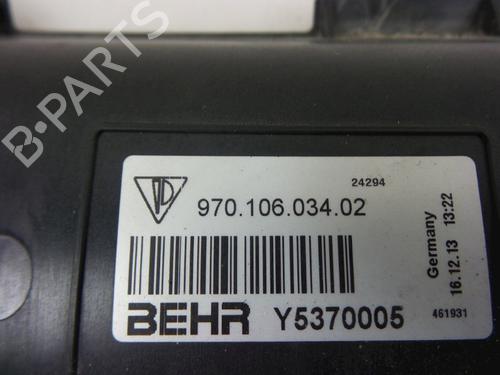 B-PARTS
24294
970.106.034.02
BEHR Y5370005
Germany
16.12.13 13:22
461931